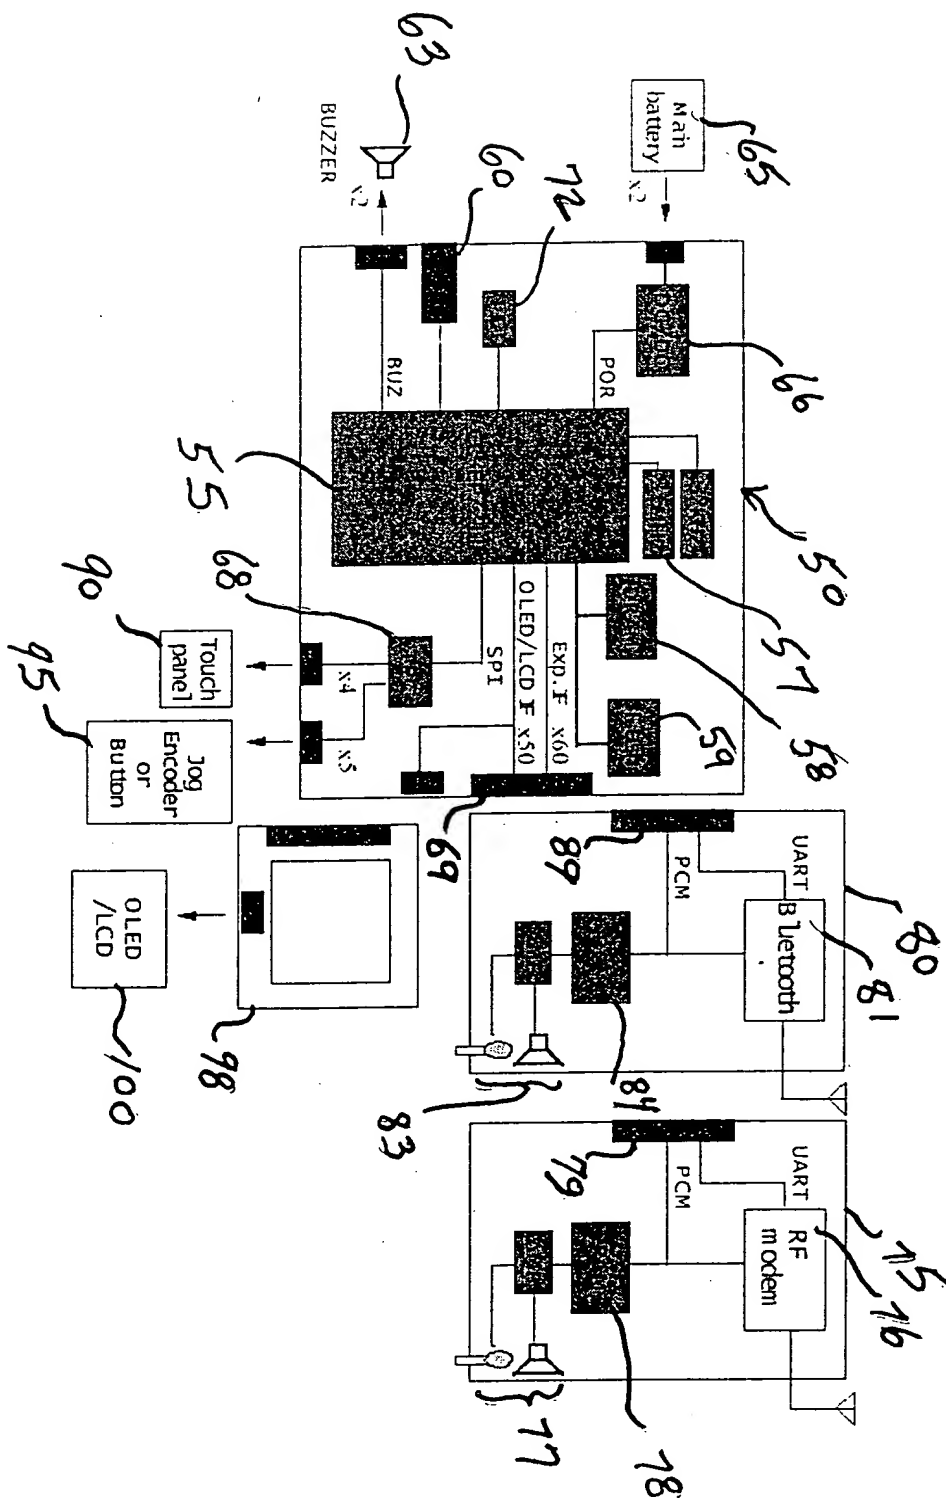 63
BUZZER
x2
60
72
Main
battery
65
x2
66
BUZ
POR
55
50
57
58
59
68
SPI
OLED/LCD IF x50
Exp.IF x60
x4
x5
90
Touch
panel
95
Jog
Encoder
or
Button
69
89
PCM
UART
Bluetooth
80
81
84
83
98
OLED
/LCD
100
79
PCM
UART
RF
modem
75
76
78
77